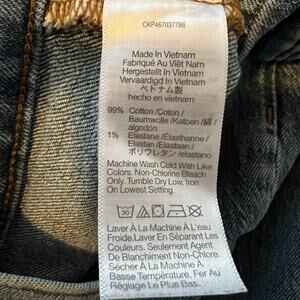 CKP467037786
Made In Vietnam
Fabriqué Au Viêt Nam
Hergestellt In Vietnam
Vervaardigd In Vietnam
ベトナム製
hecho en vietnam
99% Cotton /Coton /
Baumwolle /Katoen / 綿 /
algodón
1% Elastane /Élasthanne /
Elastan /Elastaan /
ポリウレタン /elastano
Machine Wash Cold With Like
Colors. Non-Chlorine Bleach
Only. Tumble Dry Low. Iron
On Lowest Setting.
30
Laver À La Machine À L'eau
Froide.Laver En Séparant Les
Couleurs. Seulement Agent
De Blanchiment Non-Chlore.
Sécher À La Machine À
Basse Température. Fer Au
Réglage Le Plus Bas.